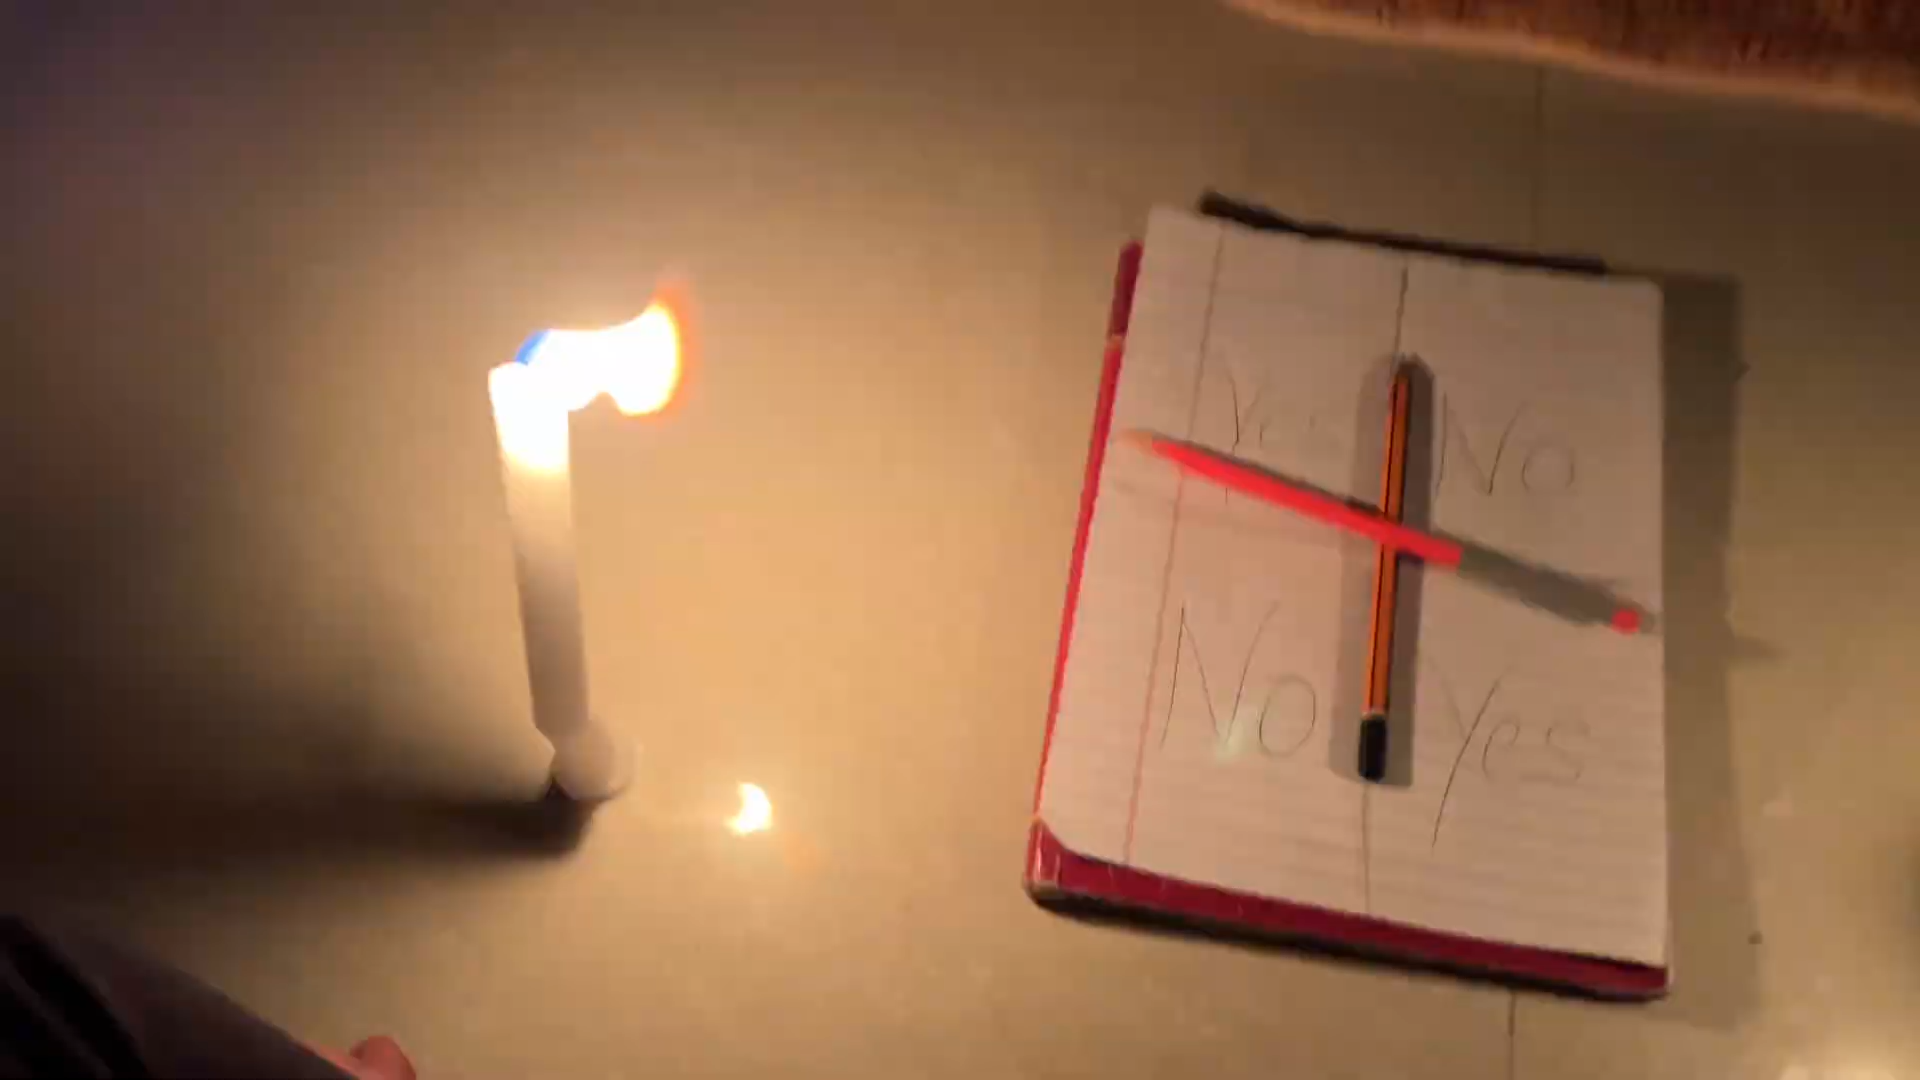 Yes No
No Yes